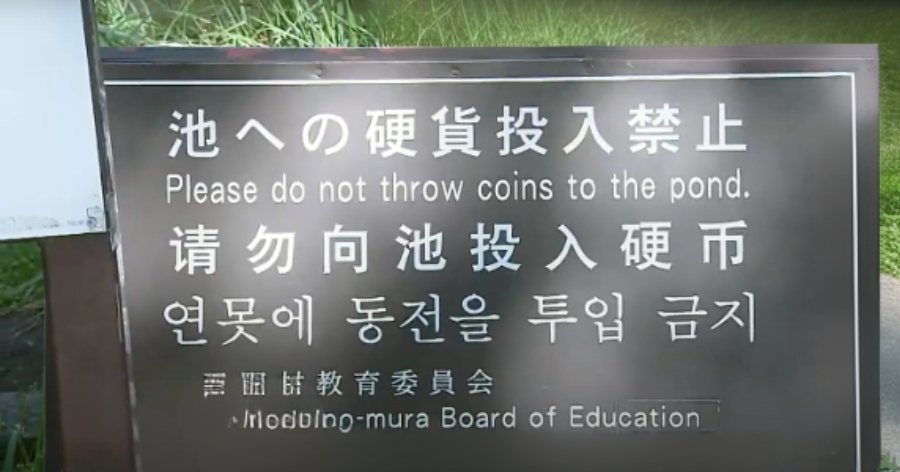 池への硬貨投入禁止
Please do not throw coins to the pond.
请勿向池投入硬币
연못에 동전을 투입 금지
教育委員会
-mura Board of Education